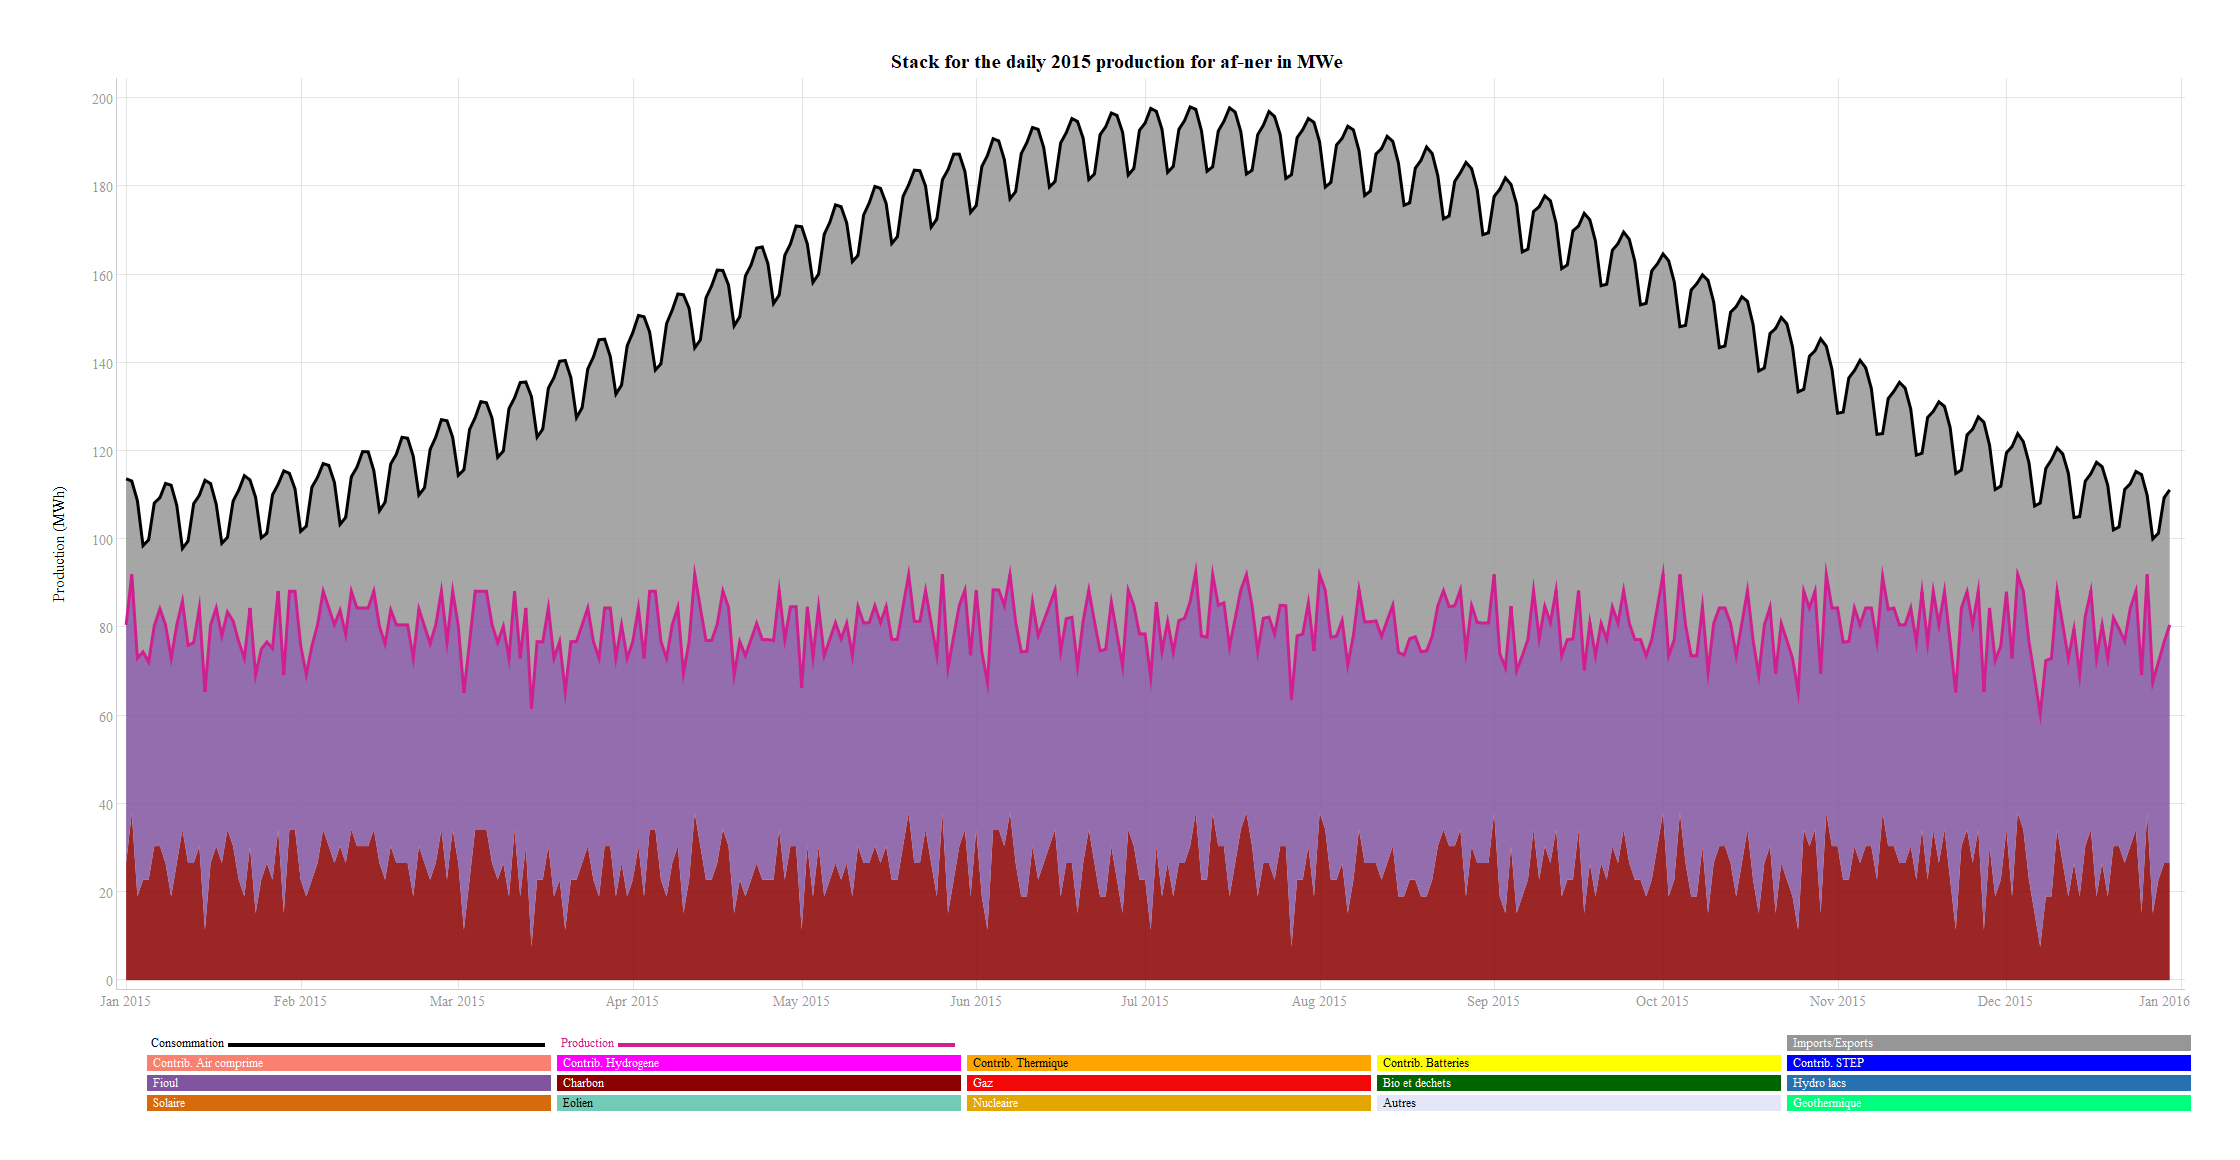 Stack for the daily 2015 production for af-ner in MWe
Production (MWh)
200
180
160
140
120
100
80
60
40
20
0
Jan 2015 Feb 2015 Mar 2015 Apr 2015 May 2015 Jun 2015 Jul 2015 Aug 2015 Sep 2015 Oct 2015 Nov 2015 Dec 2015 Jan 2016
Consommation Production Imports/Exports
Contrib. Air comprime Contrib. Hydrogene Contrib. Thermique Contrib. Batteries Contrib. STEP
Fioul Charbon Gaz Bio et dechets Hydro lacs
Solaire Eolien Nucleaire Autres Geothermique